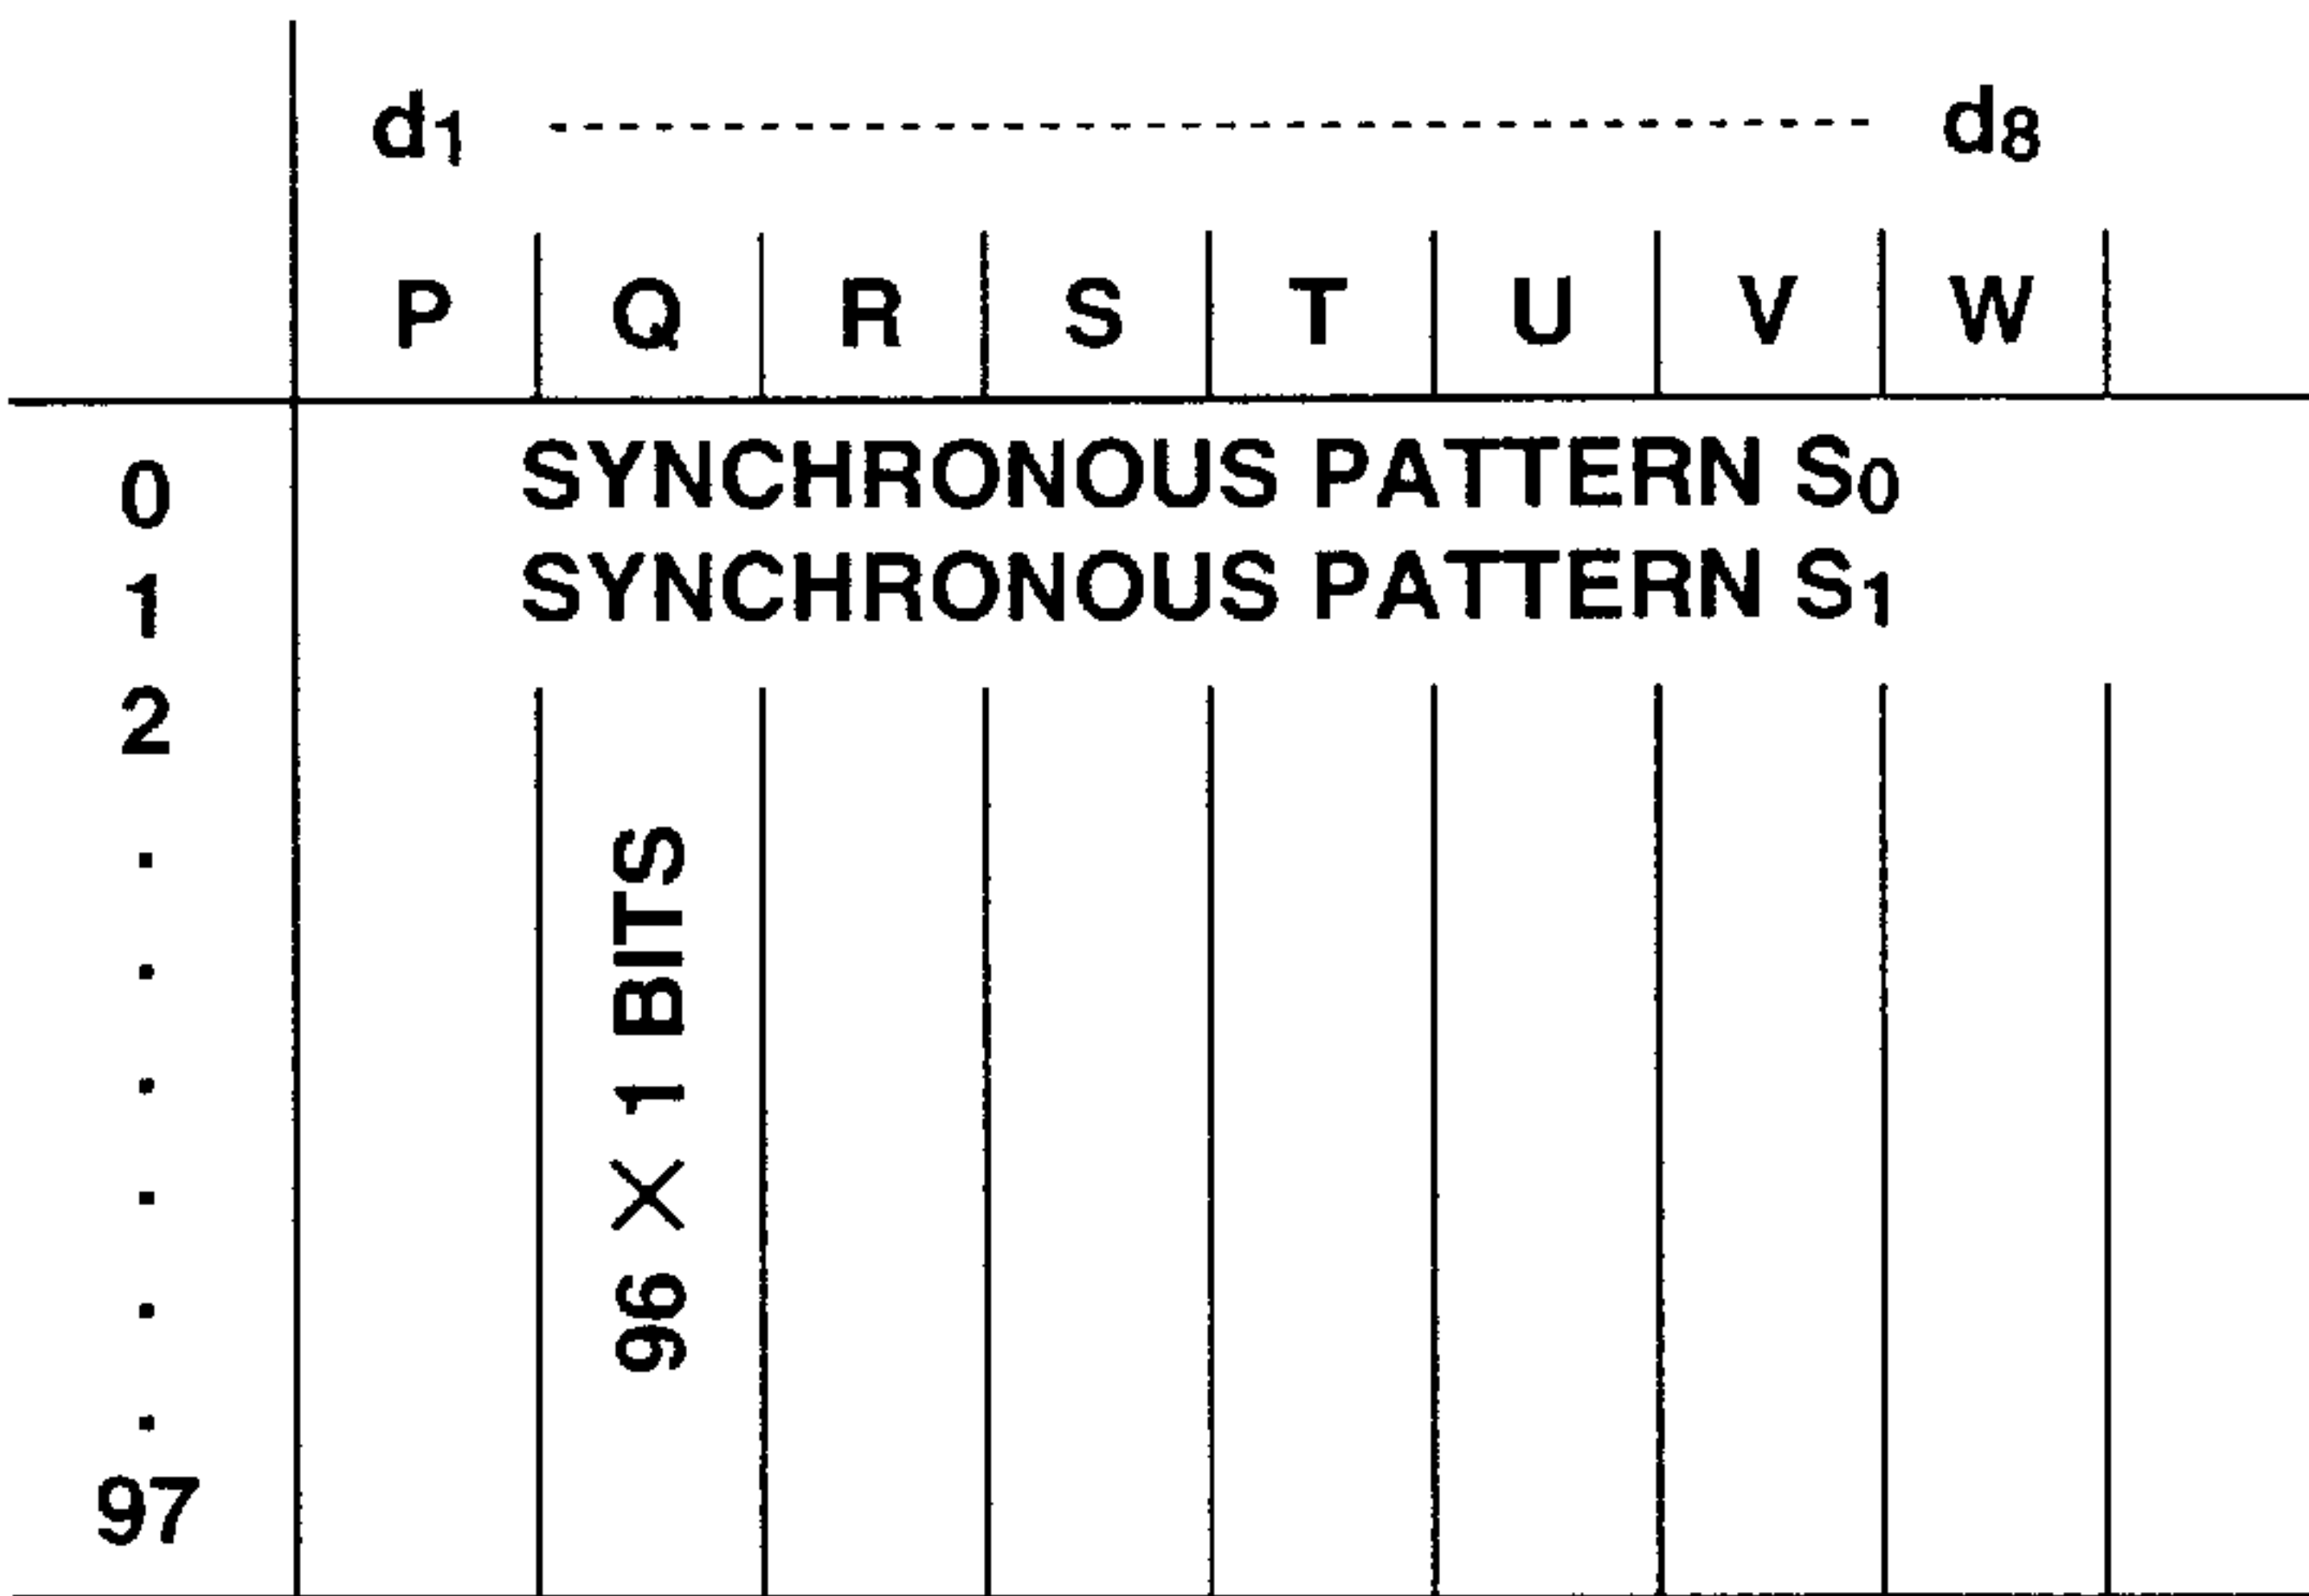 d1 ---------------------- d8
P Q R S T U V W
0 SYNCHRONOUS PATTERN S0
1 SYNCHRONOUS PATTERN S1
2
.
.
.
.
.
.
97
96 X 1 BITS